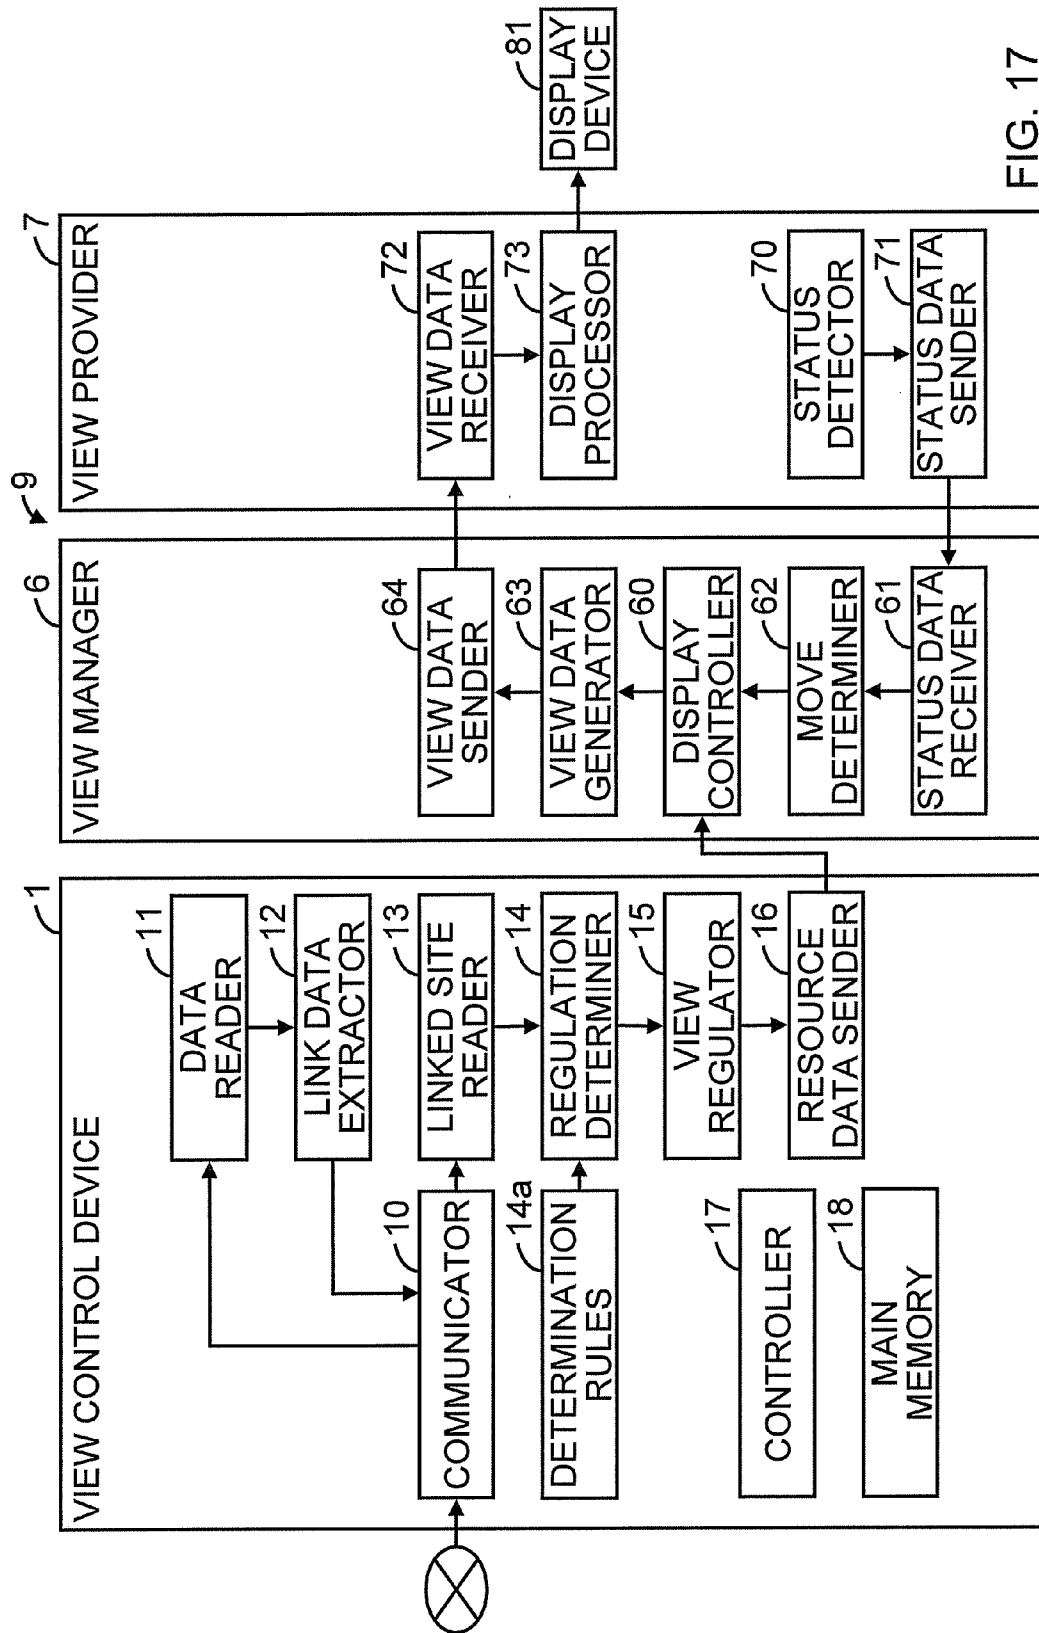 9
1
VIEW CONTROL DEVICE
11
DATA
READER
12
LINK DATA
EXTRACTOR
10
COMMUNICATOR
13
LINKED SITE
READER
14a
DETERMINATION
RULES
14
REGULATION
DETERMINER
15
VIEW
REGULATOR
16
RESOURCE
DATA SENDER
17
CONTROLLER
18
MAIN
MEMORY
6
VIEW MANAGER
64
VIEW DATA
SENDER
63
VIEW DATA
GENERATOR
60
DISPLAY
CONTROLLER
62
MOVE
DETERMINER
61
STATUS DATA
RECEIVER
7
VIEW PROVIDER
72
VIEW DATA
RECEIVER
73
DISPLAY
PROCESSOR
70
STATUS
DETECTOR
71
STATUS DATA
SENDER
81
DISPLAY
DEVICE
FIG. 17